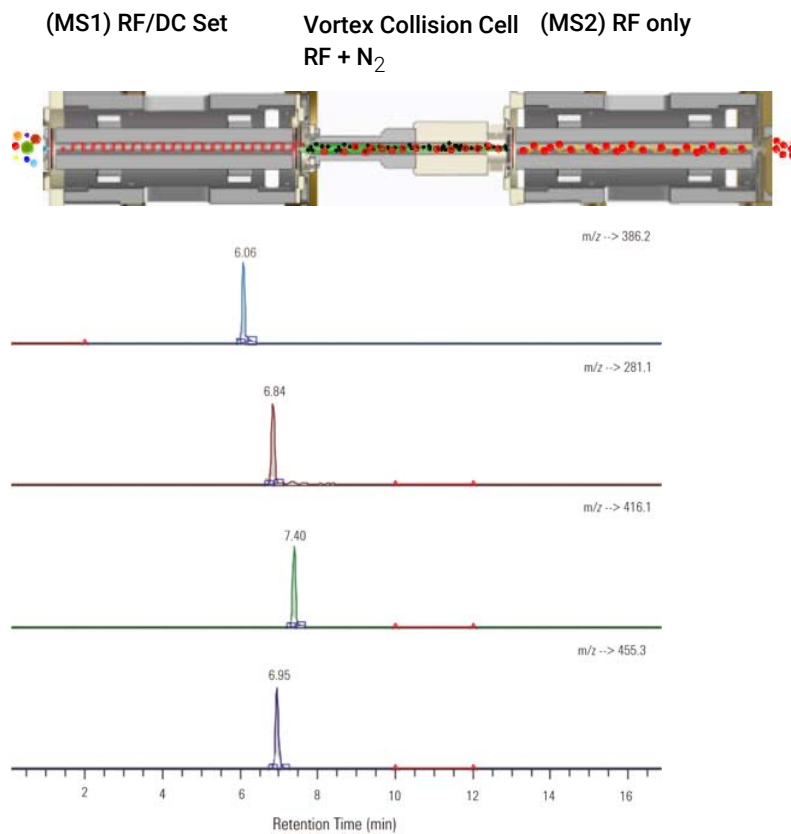 (MS1) RF/DC Set
Vortex Collision Cell
RF + N₂
(MS2) RF only
m/z --> 386.2
6.06
m/z --> 281.1
6.84
m/z --> 416.1
7.40
m/z --> 455.3
6.95
2 4 6 8 10 12 14 16
Retention Time (min)